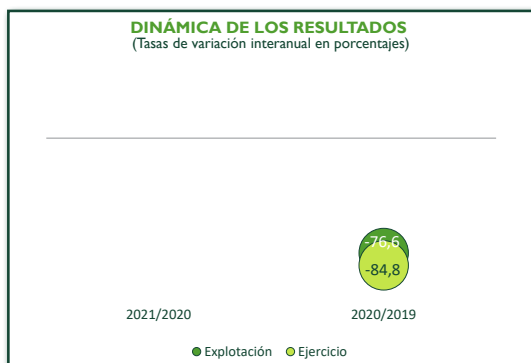 DINÁMICA DE LOS RESULTADOS
(Tasas de variación interanual en porcentajes)
-76,6
-84,8
2021/2020 2020/2019
Explotación Ejercicio